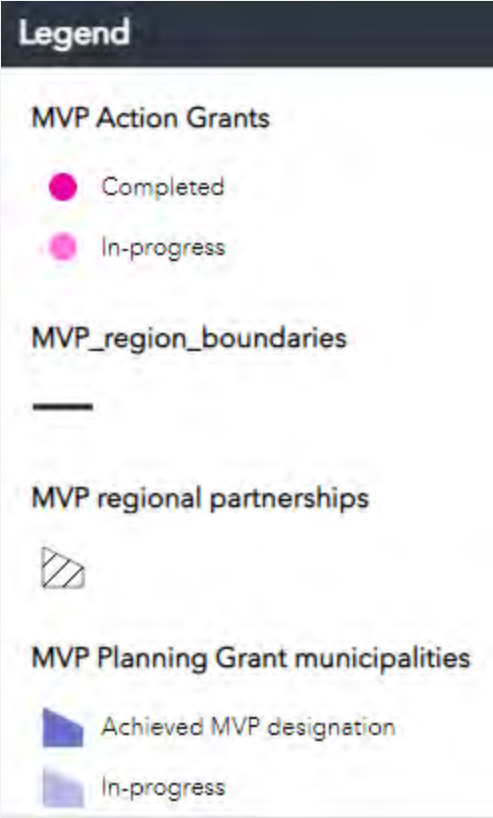 Legend
MVP Action Grants
Completed
In-progress
MVP_region_boundaries
MVP regional partnerships
MVP Planning Grant municipalities
Achieved MVP designation
In-progress